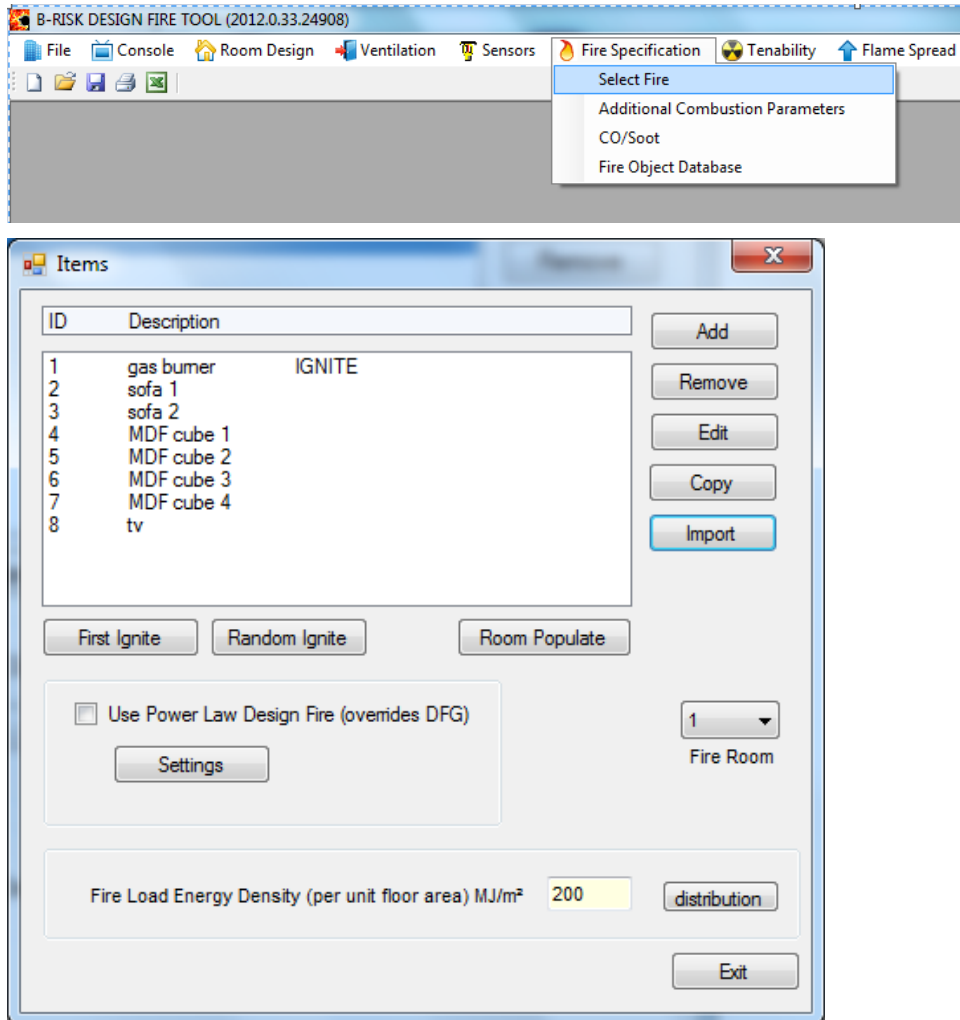 B-RISK DESIGN FIRE TOOL (2012.0.33.24908)
File Console Room Design Ventilation Sensors Fire Specification Tenability Flame Spread
Select Fire
Additional Combustion Parameters
CO/Soot
Fire Object Database
Items
ID Description
Add
1 gas burner IGNITE
Remove
2 sofa 1
3 sofa 2
Edit
4 MDF cube 1
5 MDF cube 2
6 MDF cube 3
Copy
7 MDF cube 4
8 tv
Import
First Ignite Random Ignite Room Populate
Use Power Law Design Fire (overrides DFG)
1
Settings
Fire Room
Fire Load Energy Density (per unit floor area) MJ/m² 200 distribution
Exit